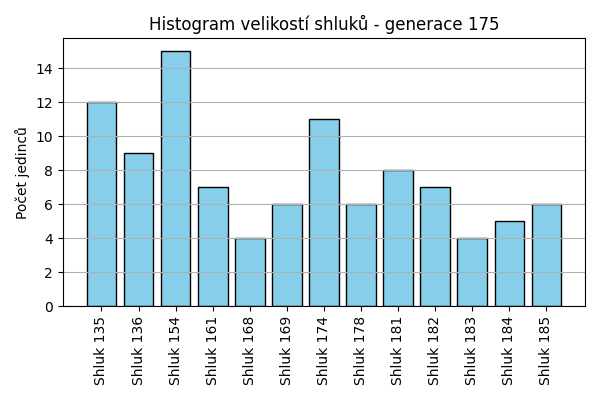 Histogram velikostí shluků - generace 175
Počet jedinců
14
12
10
8
6
4
2
0
Shluk 135
Shluk 136
Shluk 154
Shluk 161
Shluk 168
Shluk 169
Shluk 174
Shluk 178
Shluk 181
Shluk 182
Shluk 183
Shluk 184
Shluk 185